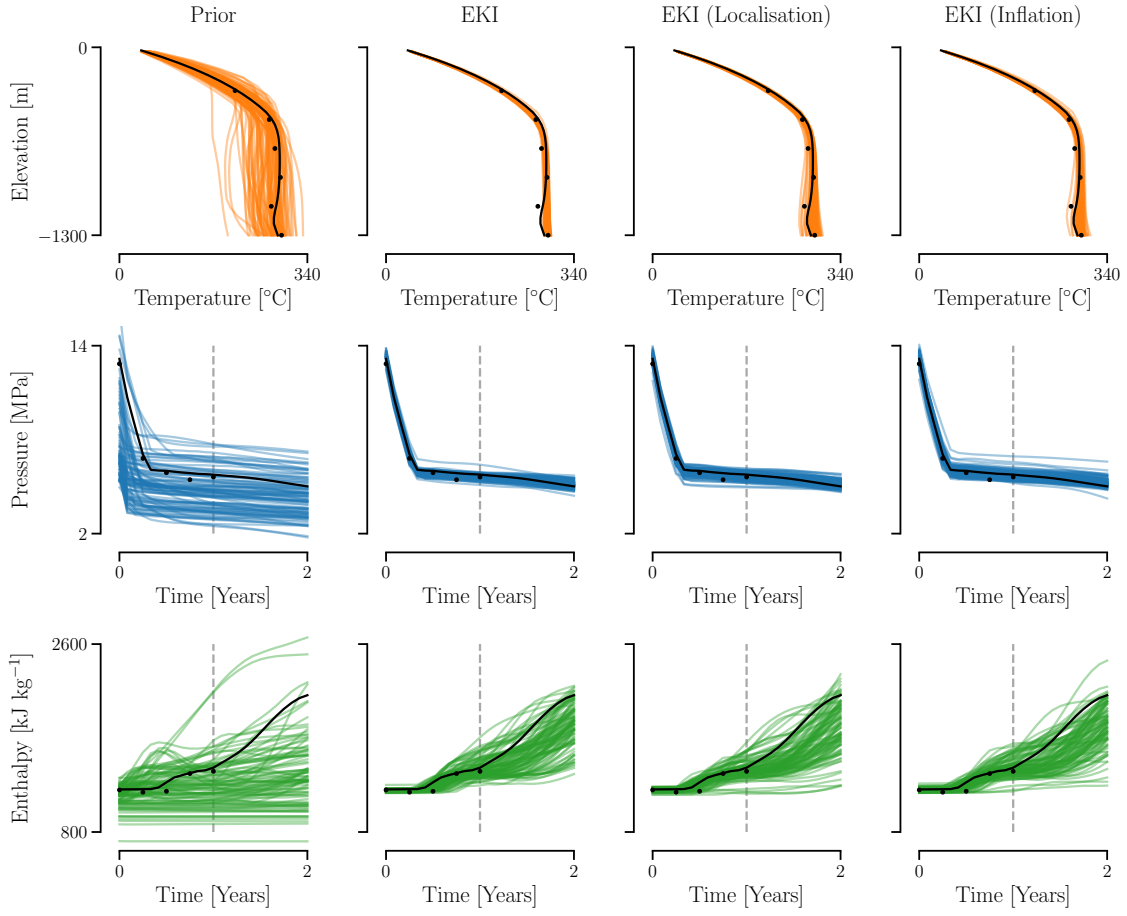 Prior EKI EKI (Localisation) EKI (Inflation)
Elevation [m]
0
−1300
0 340 0 340 0 340 0 340
Temperature [°C] Temperature [°C] Temperature [°C] Temperature [°C]
Pressure [MPa]
14
2
0 2 0 2 0 2 0 2
Time [Years] Time [Years] Time [Years] Time [Years]
Enthalpy [kJ kg⁻¹]
2600
800
0 2 0 2 0 2 0 2
Time [Years] Time [Years] Time [Years] Time [Years]